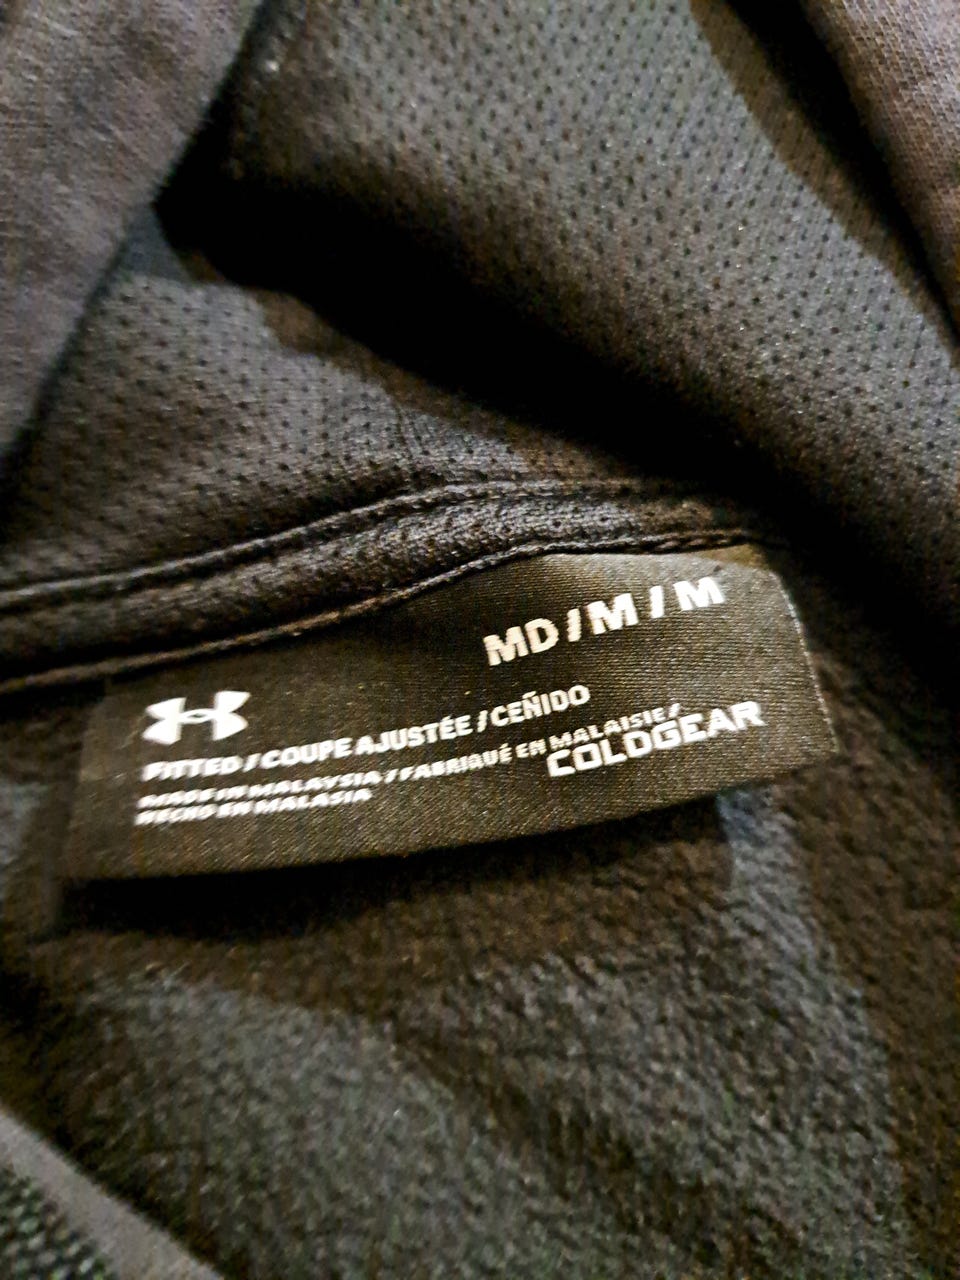 MD / M / M
FITTED / COUPE AJUSTÉE / CEÑIDO
MADE IN MALAYSIA / FABRIQUÉ EN MALAISIE /
HECHO EN MALASIA
COLDGEAR